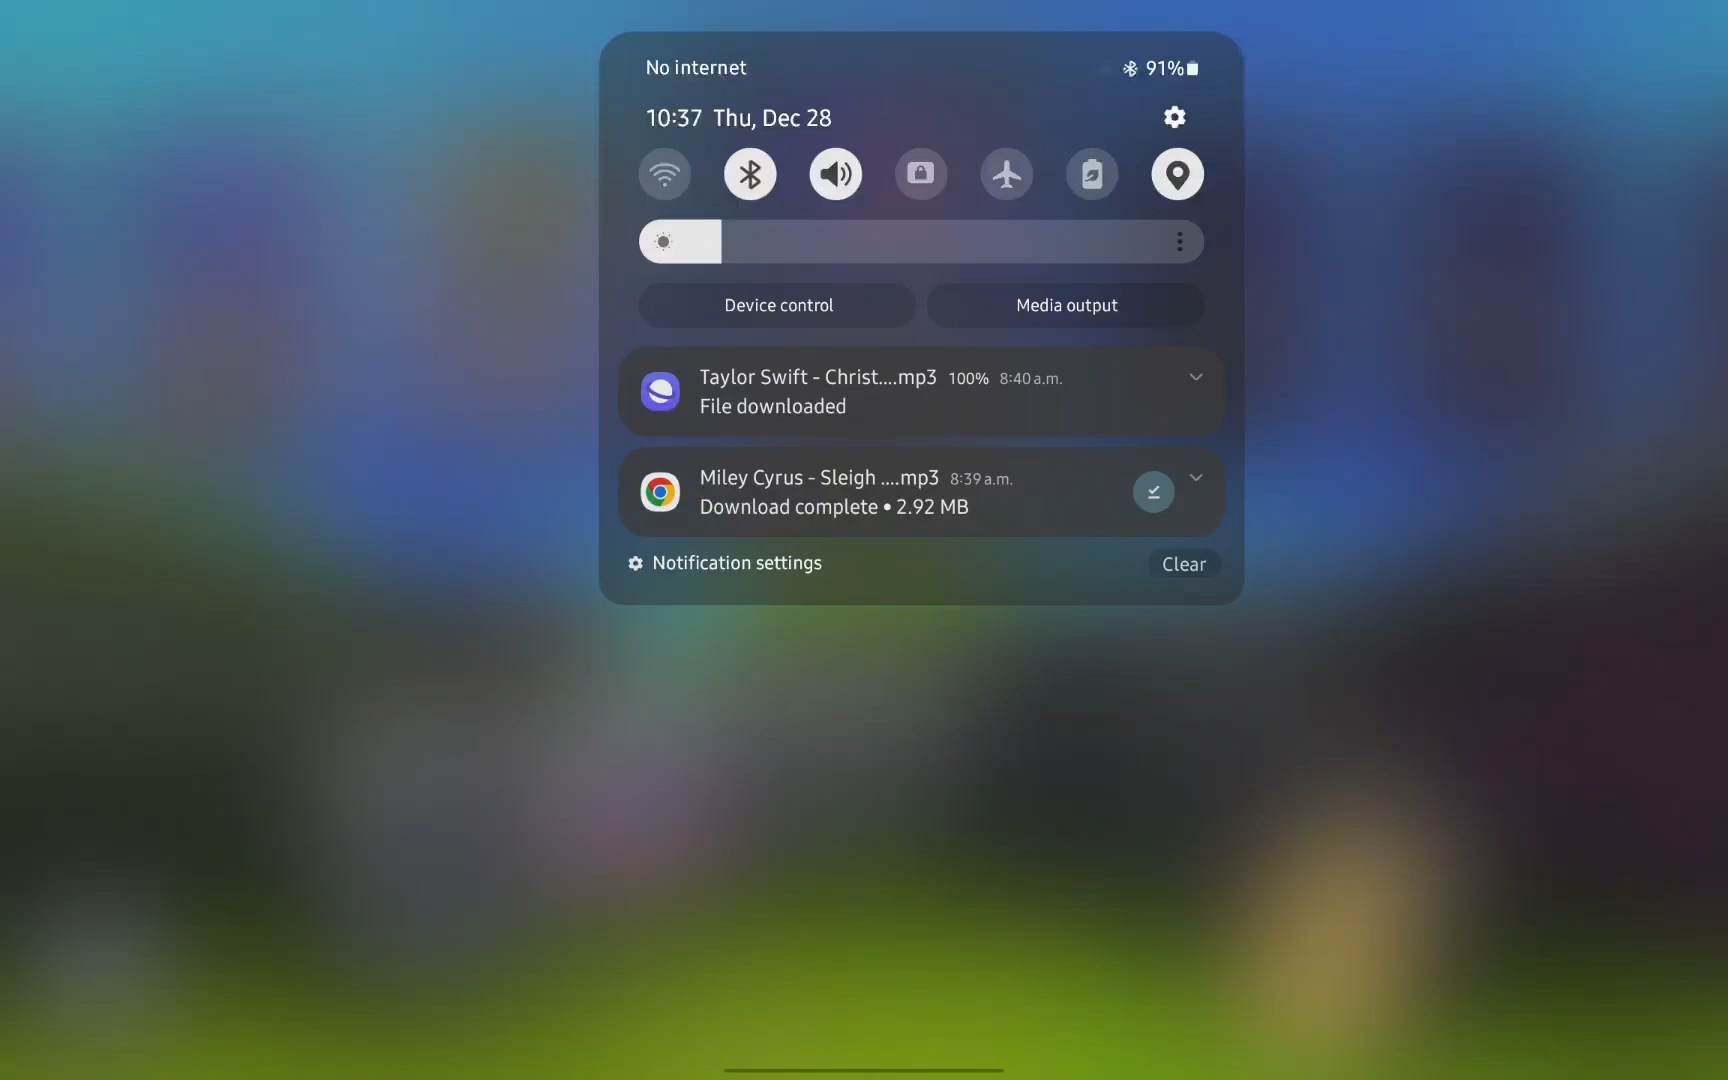 No internet 91%
10:37 Thu, Dec 28
Device control Media output
Taylor Swift - Christ....mp3 100% 8:40 a.m.
File downloaded
Miley Cyrus - Sleigh ....mp3 8:39 a.m.
Download complete • 2.92 MB
Notification settings Clear